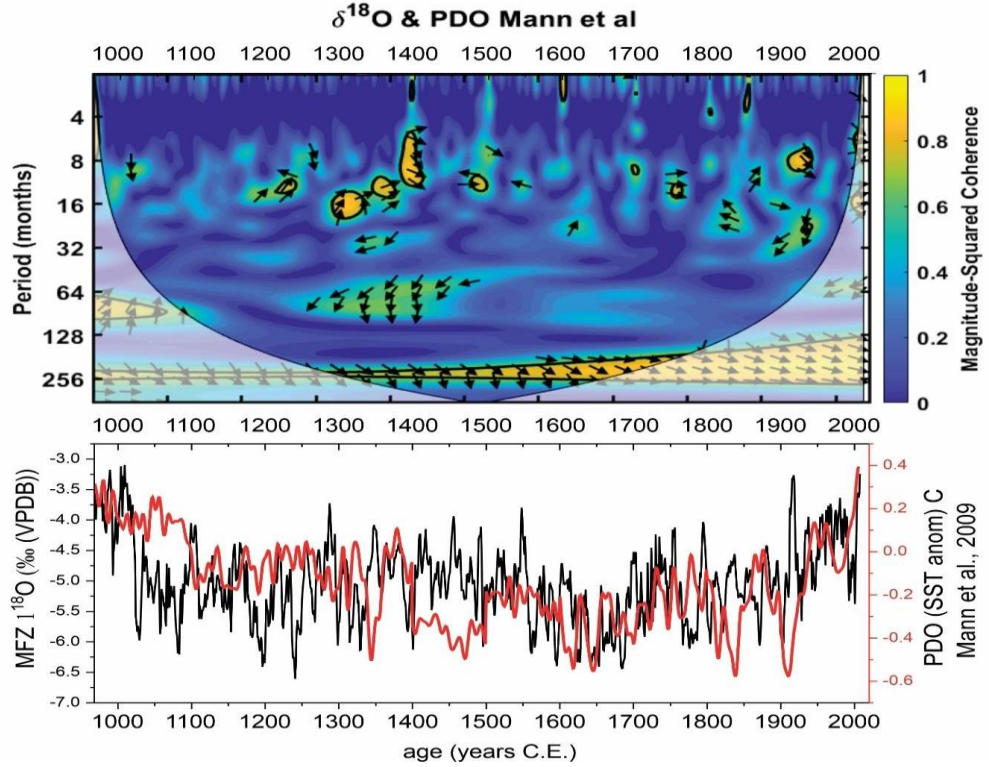 δ¹⁸O & PDO Mann et al
1000 1100 1200 1300 1400 1500 1600 1700 1800 1900 2000
4
8
16
32
64
128
256
Period (months)
1
0.8
0.6
0.4
0.2
0
Magnitude-Squared Coherence
1000 1100 1200 1300 1400 1500 1600 1700 1800 1900 2000
-3.0
-3.5
-4.0
-4.5
-5.0
-5.5
-6.0
-6.5
-7.0
MFZ 1¹⁸O (‰ (VPDB))
0.4
0.2
0.0
-0.2
-0.4
-0.6
PDO (SST anom) C
Mann et al., 2009
1000 1100 1200 1300 1400 1500 1600 1700 1800 1900 2000
age (years C.E.)